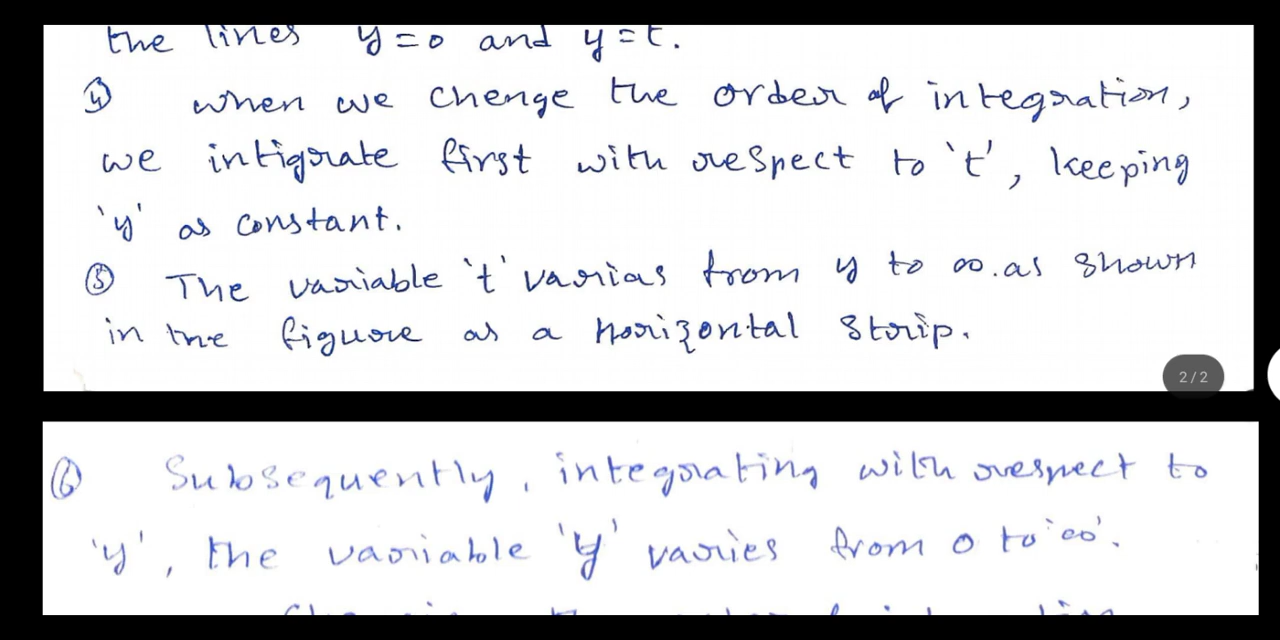 the lines y=0 and y=t.
④ when we chenge the order of integration,
we intigrate first with respect to 't', keeping
'y' as constant.
⑤ The variable 't' varias from y to ∞. as shown
in the figure as a horizontal strip.
2/2
⑥ Subsequently, integrating with respect to
'y', the variable 'y' varies from 0 to '∞'.